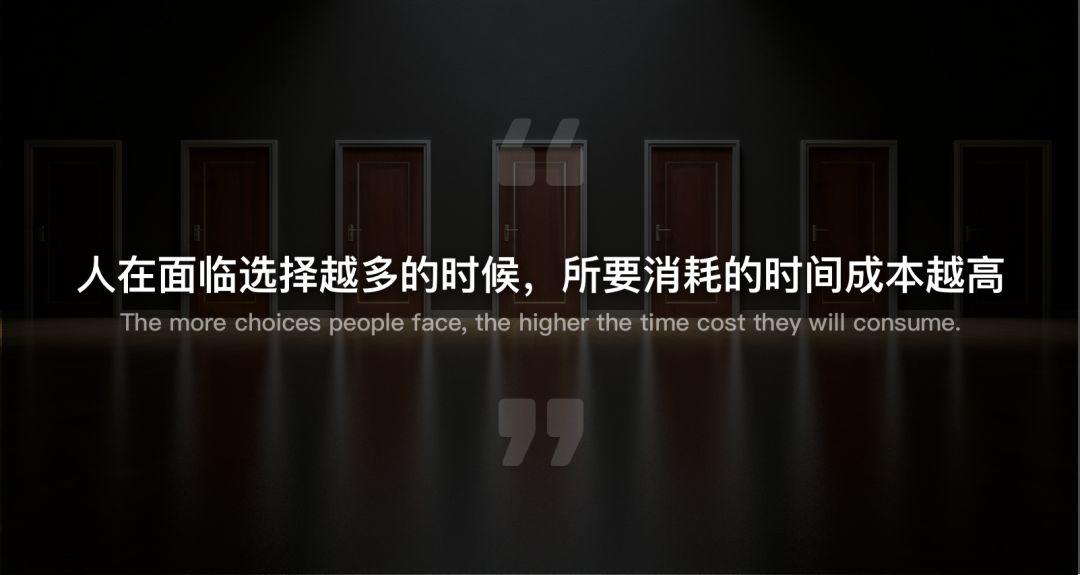 “
人在面临选择越多的时候，所要消耗的时间成本越高
The more choices people face, the higher the time cost they will consume.
”